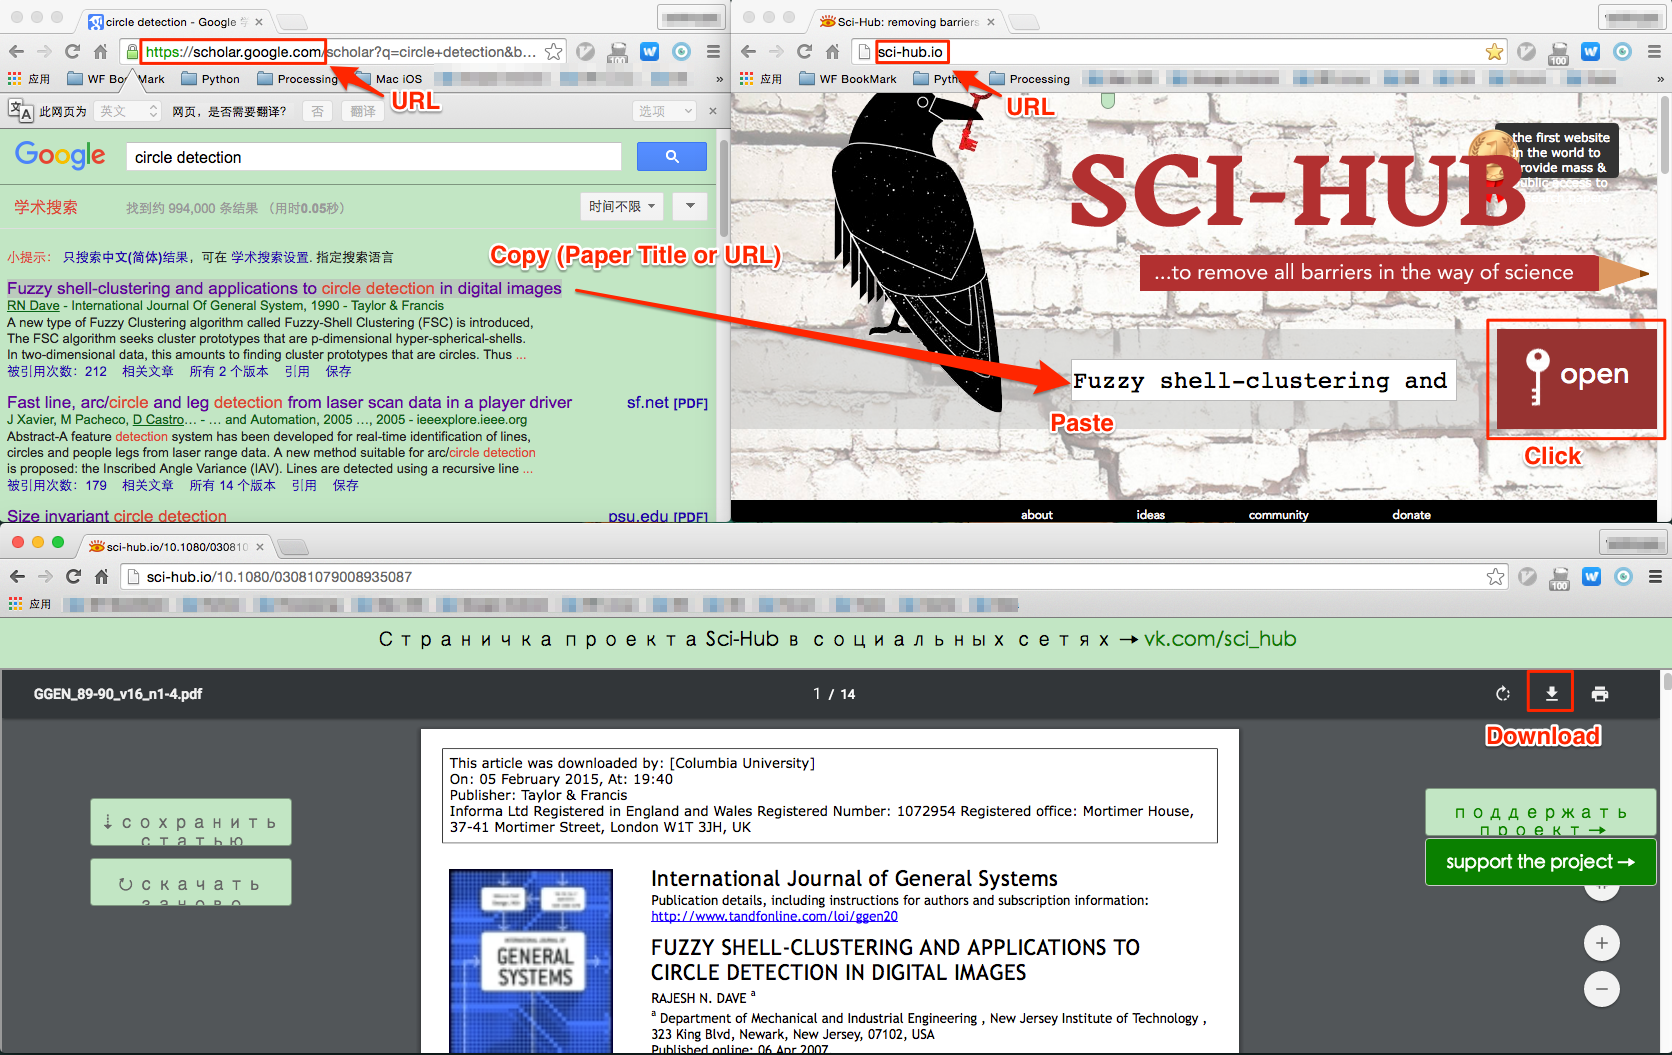 circle detection - Google 学
https://scholar.google.com/scholar?q=circle+detection&b...
100
应用
WF BookMark
Python
Processing
Mac iOS
»
URL
此网页为
英文
网页，是否需要翻译?
否
翻译
选项
Google
circle detection
学术搜索
找到约 994,000 条结果 （用时0.05秒）
时间不限
小提示： 只搜索中文(简体)结果，可在 学术搜索设置. 指定搜索语言
Fuzzy shell-clustering and applications to circle detection in digital images
RN Dave - International Journal Of General System, 1990 - Taylor & Francis
A new type of Fuzzy Clustering algorithm called Fuzzy-Shell Clustering (FSC) is introduced,
The FSC algorithm seeks cluster prototypes that are p-dimensional hyper-spherical-shells.
In two-dimensional data, this amounts to finding cluster prototypes that are circles. Thus ...
被引用次数：212 相关文章 所有 2 个版本 引用 保存
Fast line, arc/circle and leg detection from laser scan data in a player driver
sf.net [PDF]
J Xavier, M Pacheco, D Castro... - ... and Automation, 2005 ..., 2005 - ieeexplore.ieee.org
Abstract-A feature detection system has been developed for real-time identification of lines,
circles and people legs from laser range data. A new method suitable for arc/circle detection
is proposed: the Inscribed Angle Variance (IAV). Lines are detected using a recursive line ...
被引用次数：179 相关文章 所有 14 个版本 引用 保存
Size invariant circle detection
psu.edu [PDF]
Copy (Paper Title or URL)
Sci-Hub: removing barriers
sci-hub.io
100
应用
WF BookMark
Pyth
Processing
»
URL
the first website
in the world to
provide mass &
public access to
SCI-HUB
...to remove all barriers in the way of science
Fuzzy shell-clustering and
open
Paste
Click
about
ideas
community
donate
sci-hub.io/10.1080/030810
sci-hub.io/10.1080/03081079008935087
100
应用
Страничка проекта Sci-Hub в социальных сетях → vk.com/sci_hub
GGEN_89-90_v16_n1-4.pdf
1 / 14
Download
This article was downloaded by: [Columbia University]
On: 05 February 2015, At: 19:40
Publisher: Taylor & Francis
Informa Ltd Registered in England and Wales Registered Number: 1072954 Registered office: Mortimer House,
37-41 Mortimer Street, London W1T 3JH, UK
⇣ сохранить
статью
↻ скачать
заново
поддержать
проект →
support the project →
INTERNATIONAL JOURNAL OF
GENERAL
SYSTEMS
International Journal of General Systems
Publication details, including instructions for authors and subscription information:
http://www.tandfonline.com/loi/ggen20
FUZZY SHELL-CLUSTERING AND APPLICATIONS TO
CIRCLE DETECTION IN DIGITAL IMAGES
RAJESH N. DAVE a
a Department of Mechanical and Industrial Engineering , New Jersey Institute of Technology ,
323 King Blvd, Newark, New Jersey, 07102, USA
Published online: 06 Apr 2007.